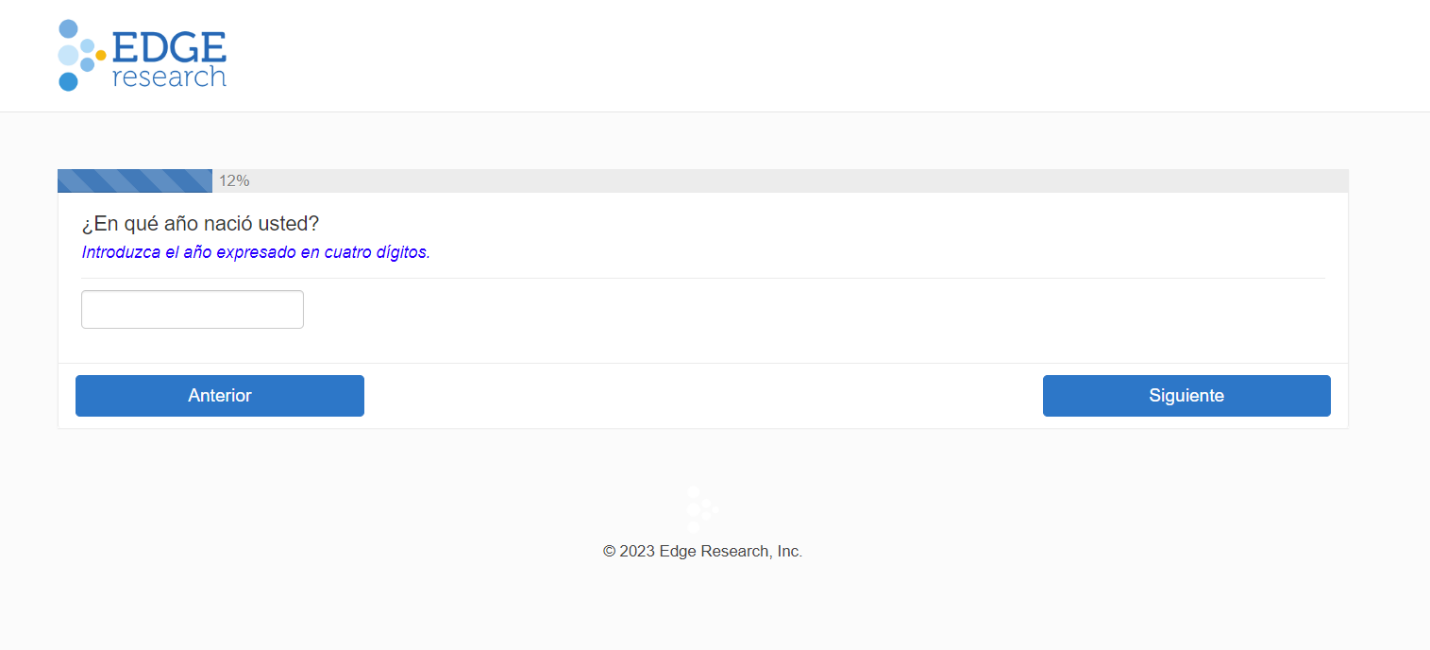 EDGE
research
12%
¿En qué año nació usted?
Introduzca el año expresado en cuatro dígitos.
Anterior
Siguiente
© 2023 Edge Research, Inc.